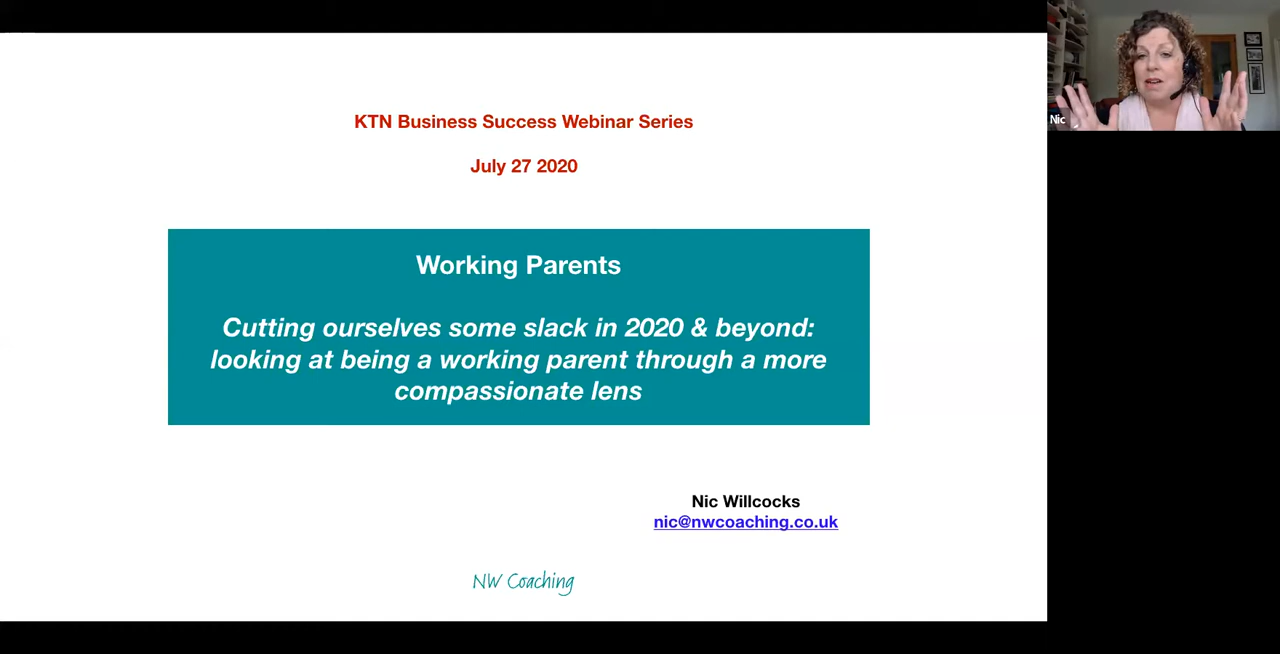 KTN Business Success Webinar Series
July 27 2020
Working Parents
Cutting ourselves some slack in 2020 & beyond:
looking at being a working parent through a more
compassionate lens
Nic Willcocks
nic@nwcoaching.co.uk
NW Coaching
Nic